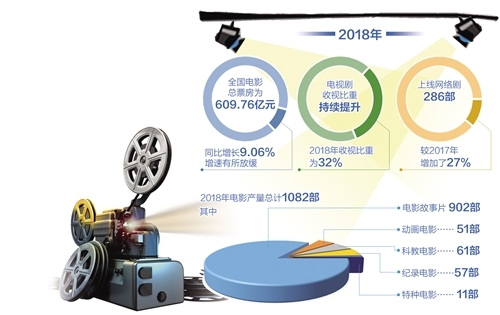 2018年
全国电影
总票房为
609.76亿元
同比增长9.06%
增速有所放缓
电视剧
收视比重
持续提升
2018年收视比重
为32%
上线网络剧
286部
较2017年
增加了27%
2018年电影产量总计1082部
其中
电影故事片 902部
动画电影…… 51部
科教电影…… 61部
纪录电影……57部
特种电影…… 11部